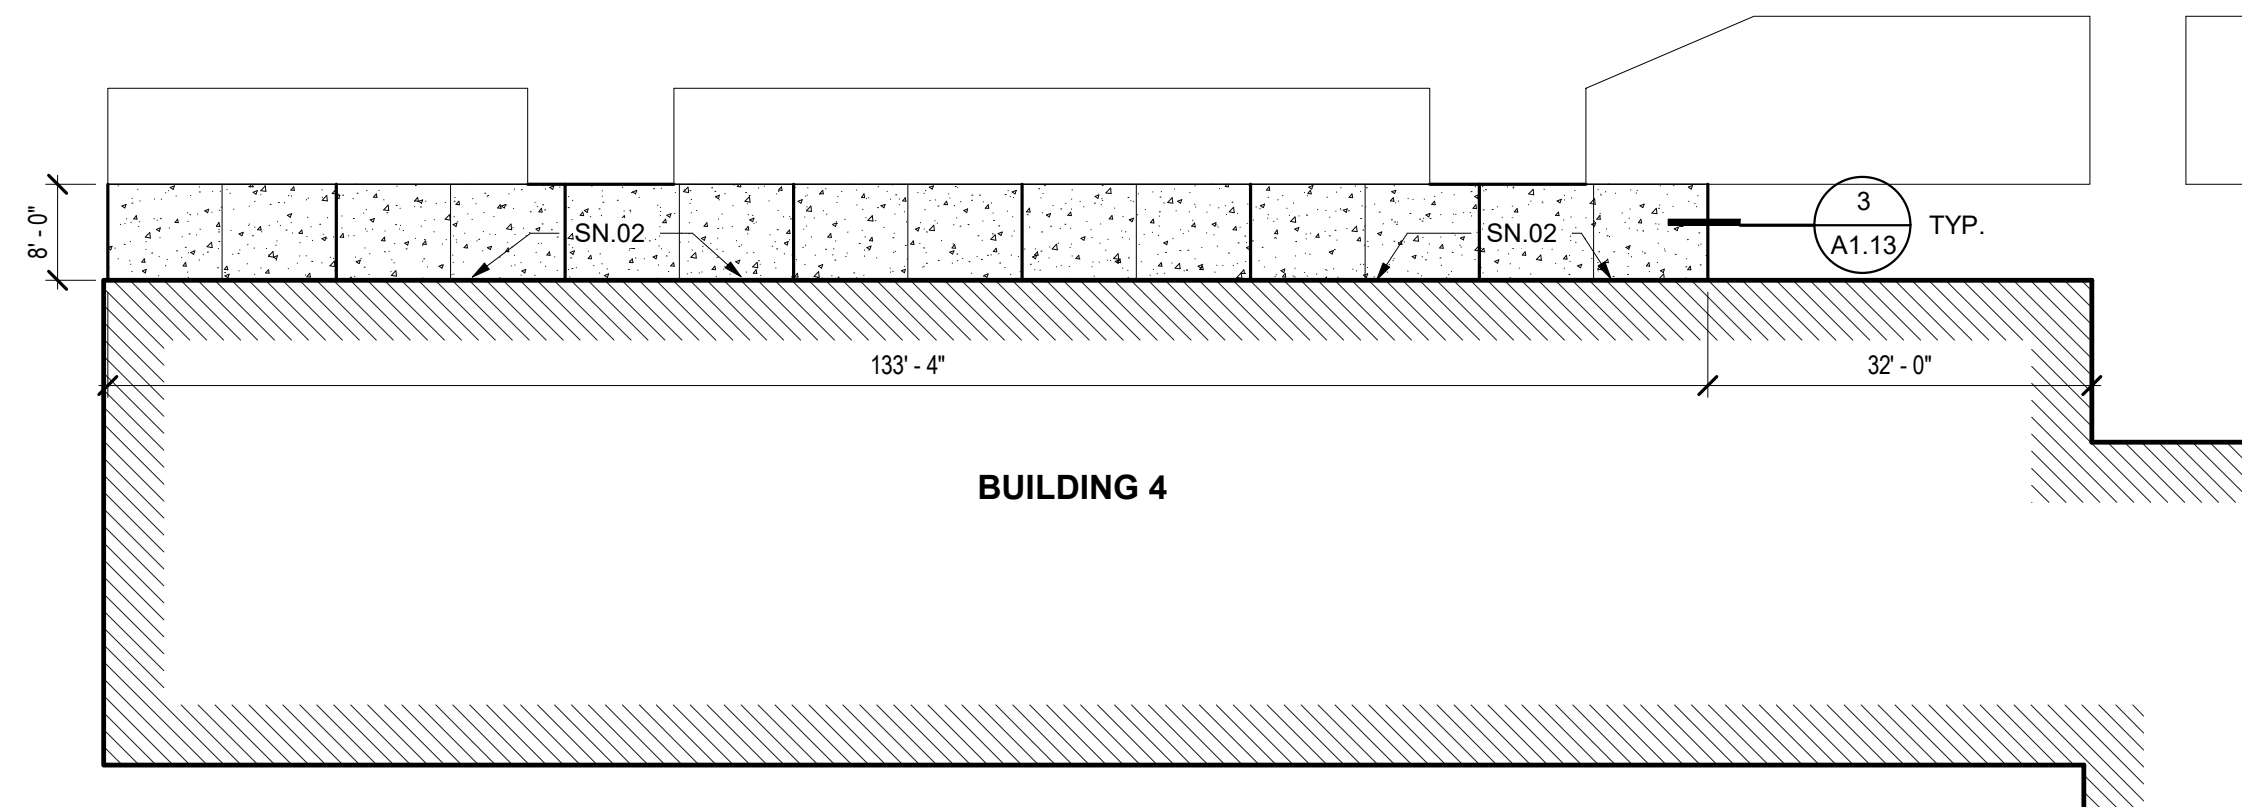 8' - 0"
SN.02
SN.02
3
A1.13
TYP.
133' - 4"
32' - 0"
BUILDING 4